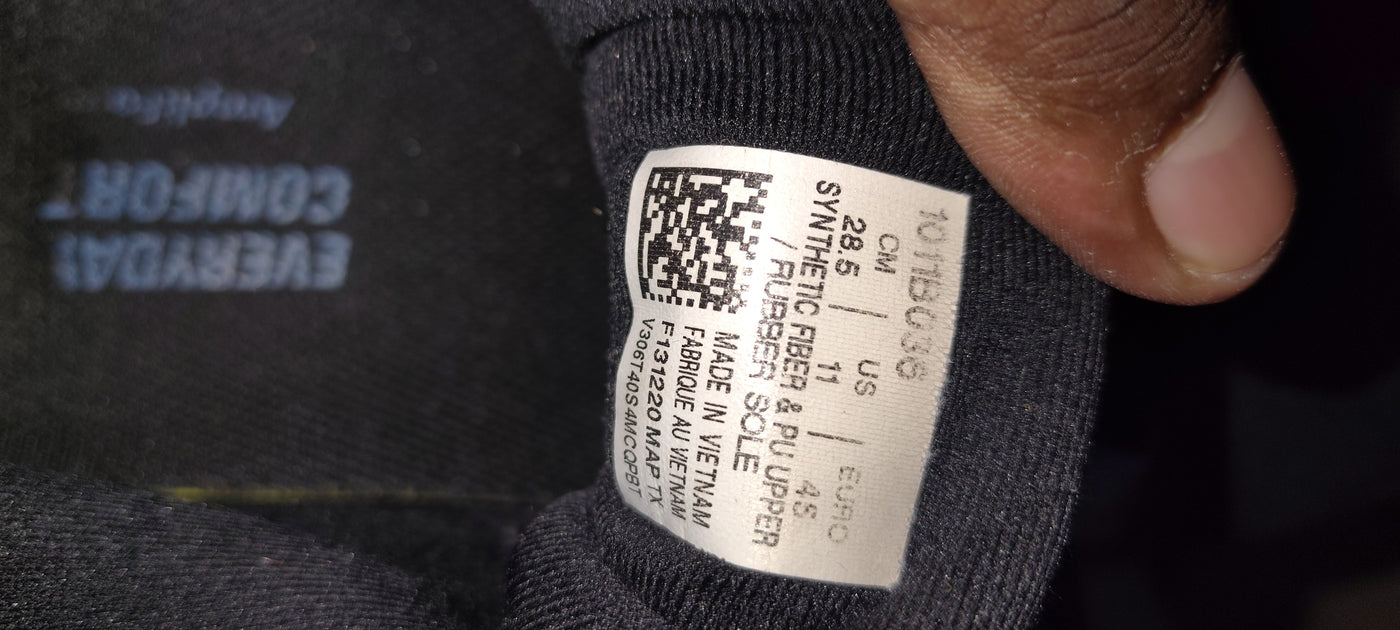 1011B036
CM US EURO
28.5 | 11 | 45
SYNTHETIC FIBER & PU UPPER
/ RUBBER SOLE
MADE IN VIETNAM
FABRIQUE AU VIETNAM
F131220 MAP TX
V306T40S4MCQPBT
EVERYDAY
COMFORT